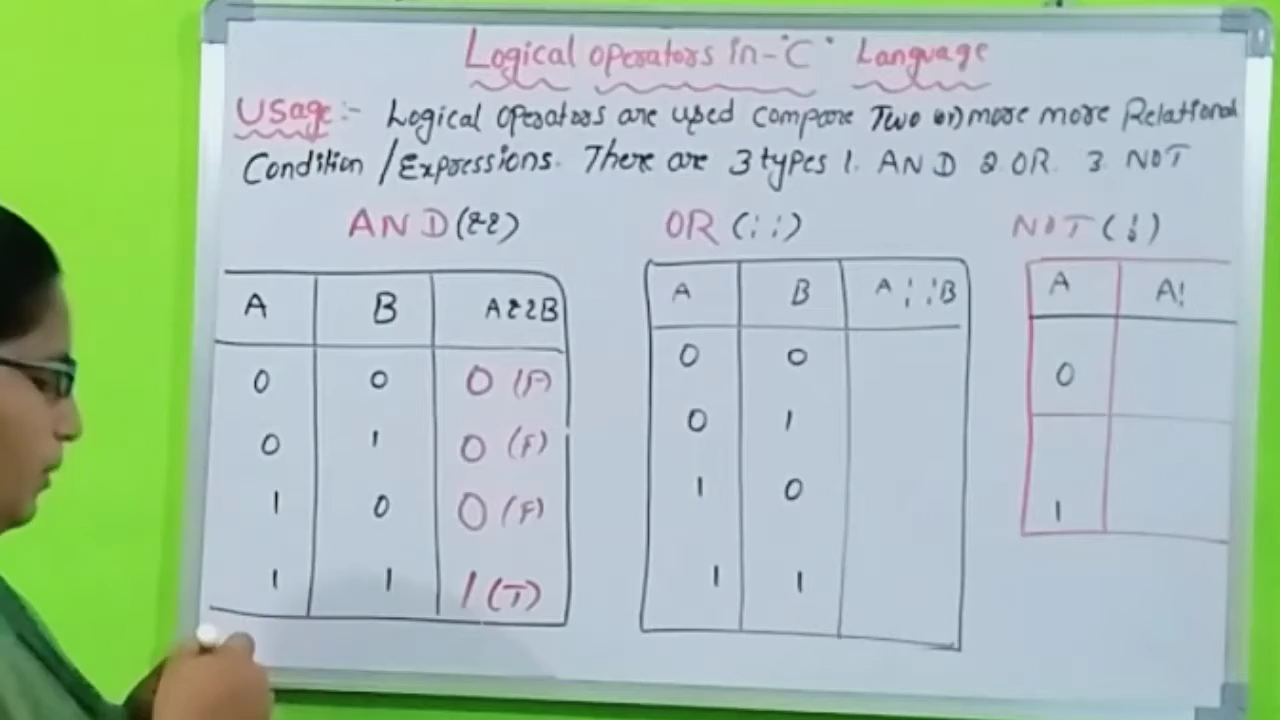 Logical operators in-"C" Language
Usage:- Logical operators are used compare Two (or) more more Relational
Condition / Expressions. There are 3 types 1. AND 2. OR. 3. NOT
AND (&&)
A B A&&B
0 0 0 (F)
0 1 0 (F)
1 0 0 (F)
1 1 1 (T)
OR (¦¦)
A B A¦¦B
0 0
0 1
1 0
1 1
NOT (!)
A A!
0
1